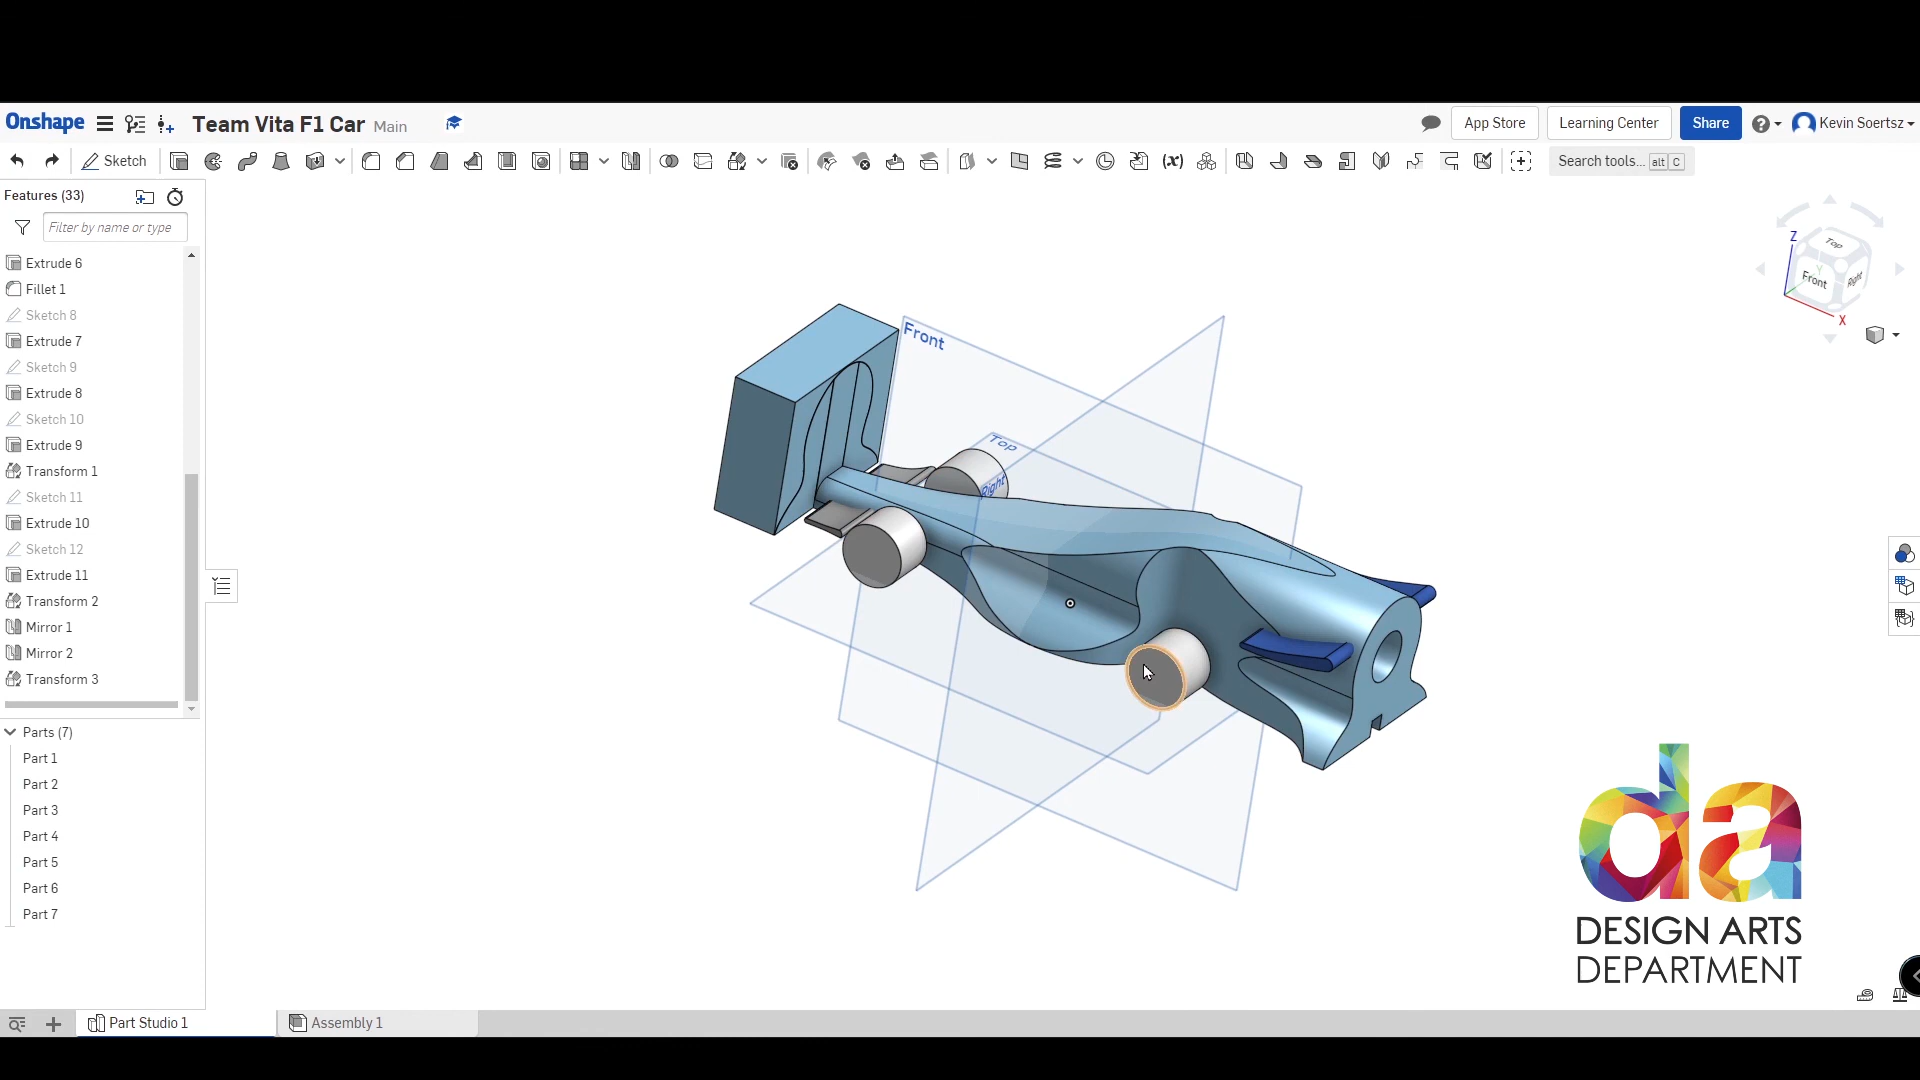 Onshape Team Vita F1 Car Main App Store Learning Center Share Kevin Soertsz
Sketch Search tools... alt C
Features (33)
Filter by name or type
Extrude 6
Fillet 1
Sketch 8
Extrude 7
Sketch 9
Extrude 8
Sketch 10
Extrude 9
Transform 1
Sketch 11
Extrude 10
Sketch 12
Extrude 11
Transform 2
Mirror 1
Mirror 2
Transform 3
Parts (7)
Part 1
Part 2
Part 3
Part 4
Part 5
Part 6
Part 7
Front
Top
Right
Z
Top
Y
Front
Right
X
da
DESIGN ARTS
DEPARTMENT
Part Studio 1 Assembly 1